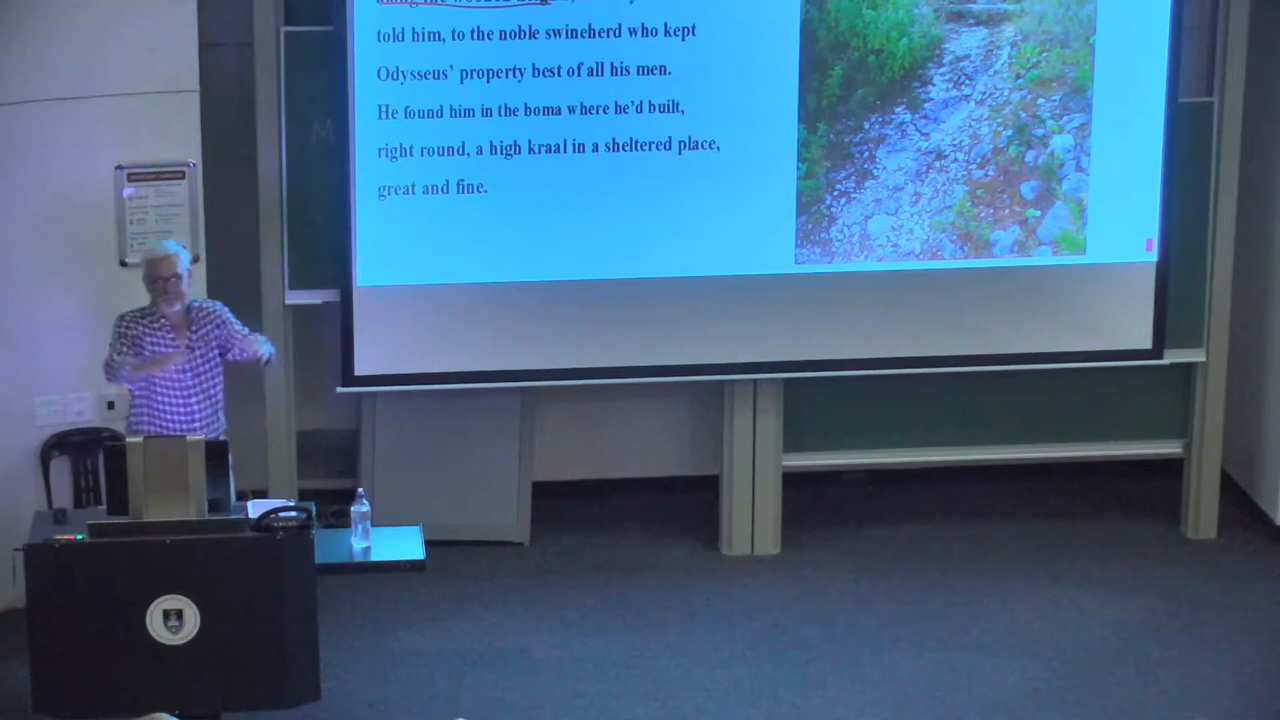 told him, to the noble swineherd who kept
Odysseus’ property best of all his men.
He found him in the boma where he’d built,
right round, a high kraal in a sheltered place,
great and fine.